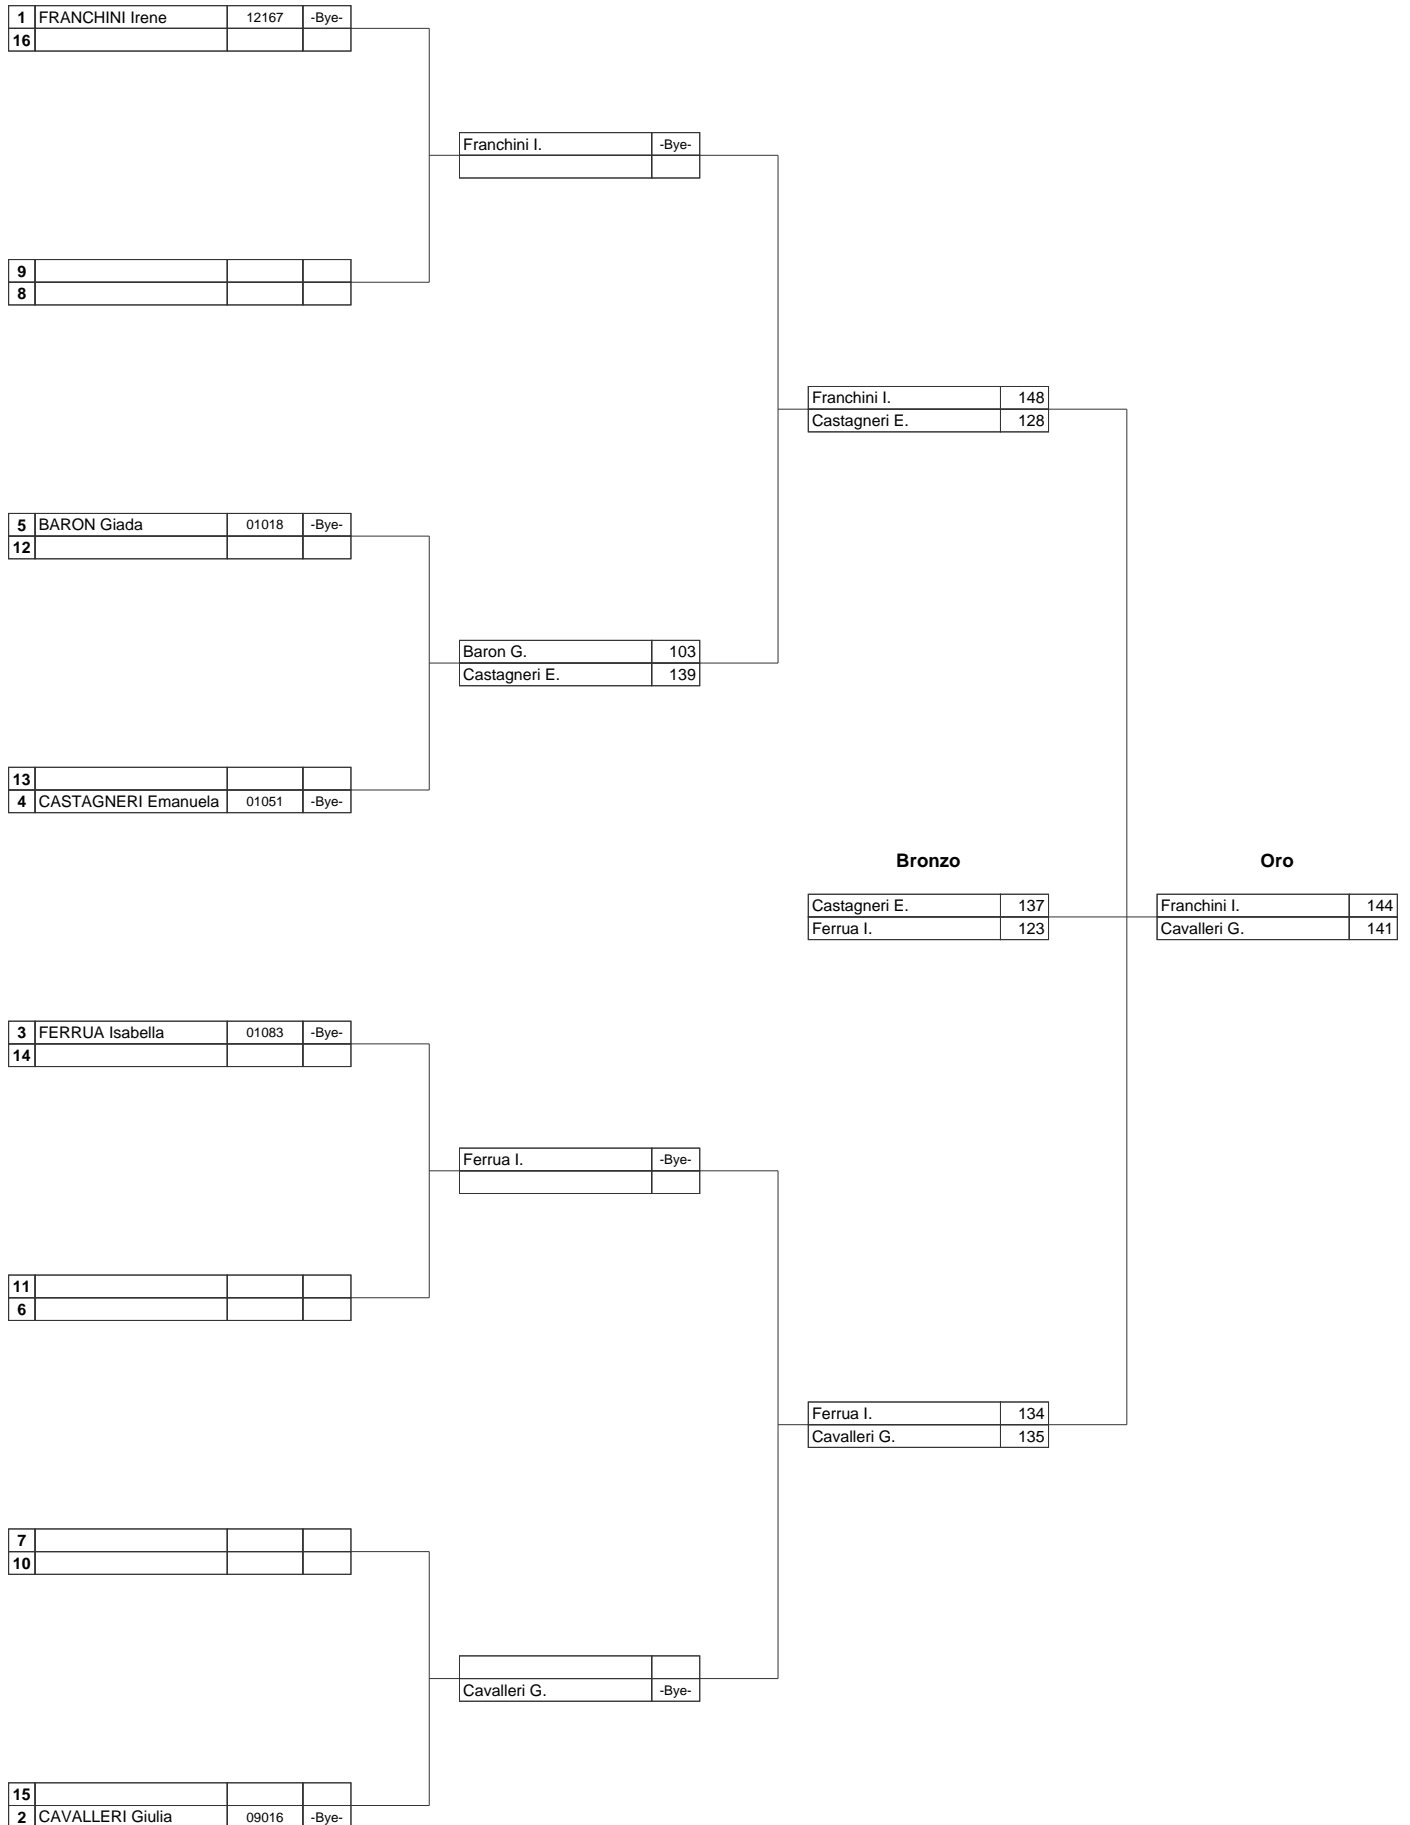 1 FRANCHINI Irene 12167 -Bye-
16
Franchini I. -Bye-
9
8
Franchini I. 148
Castagneri E. 128
5 BARON Giada 01018 -Bye-
12
Baron G. 103
Castagneri E. 139
13
4 CASTAGNERI Emanuela 01051 -Bye-
Bronzo Oro
Castagneri E. 137 Franchini I. 144
Ferrua I. 123 Cavalleri G. 141
3 FERRUA Isabella 01083 -Bye-
14
Ferrua I. -Bye-
11
6
Ferrua I. 134
Cavalleri G. 135
7
10
Cavalleri G. -Bye-
15
2 CAVALLERI Giulia 09016 -Bye-